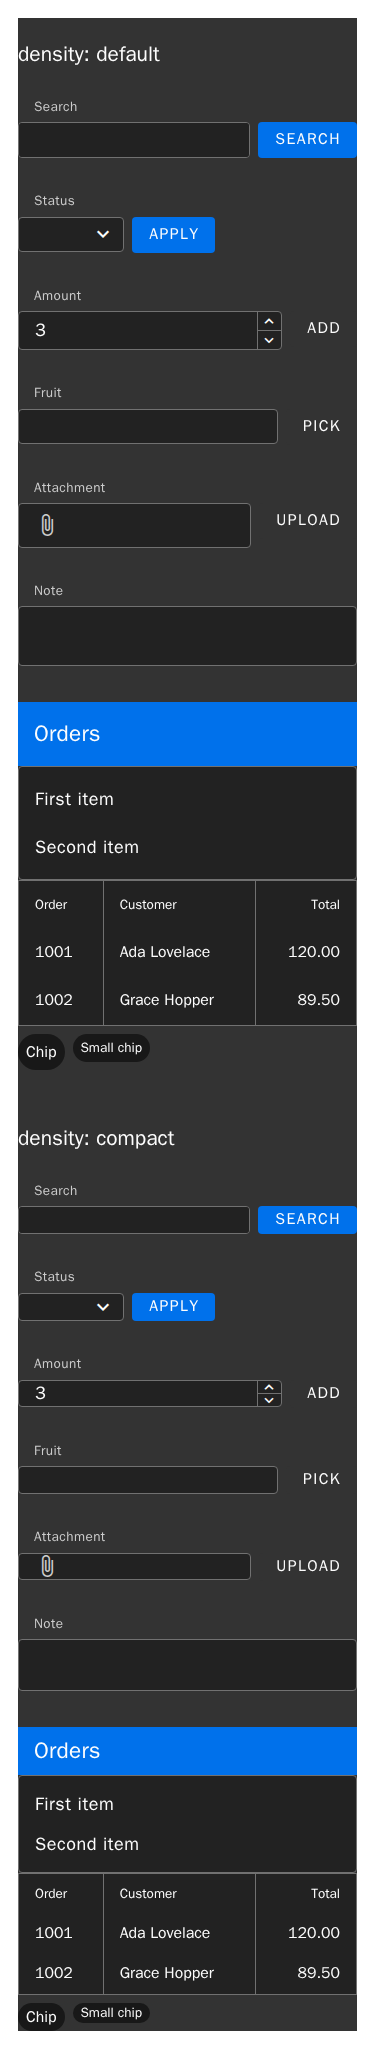 density: default
Search
SEARCH
Status
APPLY
Amount
3
ADD
Fruit
PICK
Attachment
UPLOAD
Note
Orders
First item
Second item
Order Customer Total
1001 Ada Lovelace 120.00
1002 Grace Hopper 89.50
Chip Small chip
density: compact
Search
SEARCH
Status
APPLY
Amount
3 ADD
Fruit
PICK
Attachment
UPLOAD
Note
Orders
First item
Second item
Order Customer Total
1001 Ada Lovelace 120.00
1002 Grace Hopper 89.50
Chip Small chip